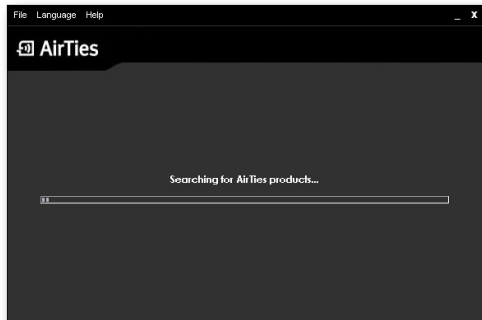 File Language Help _ X
AirTies
Searching for AirTies products...